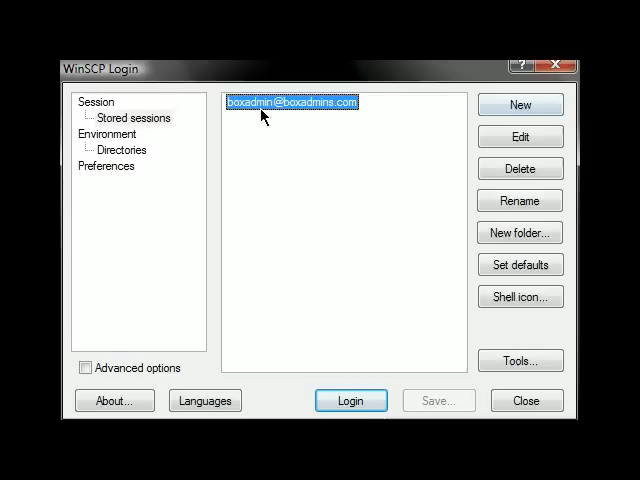 WinSCP Login
?
Session
Stored sessions
Environment
Directories
Preferences
boxadmin@boxadmins.com
New
Edit
Delete
Rename
New folder...
Set defaults
Shell icon...
Tools...
Advanced options
About...
Languages
Login
Save...
Close